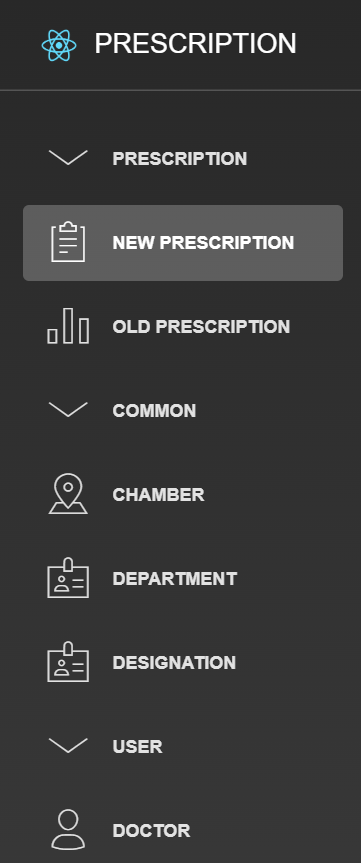 PRESCRIPTION
PRESCRIPTION
NEW PRESCRIPTION
OLD PRESCRIPTION
COMMON
CHAMBER
DEPARTMENT
DESIGNATION
USER
DOCTOR